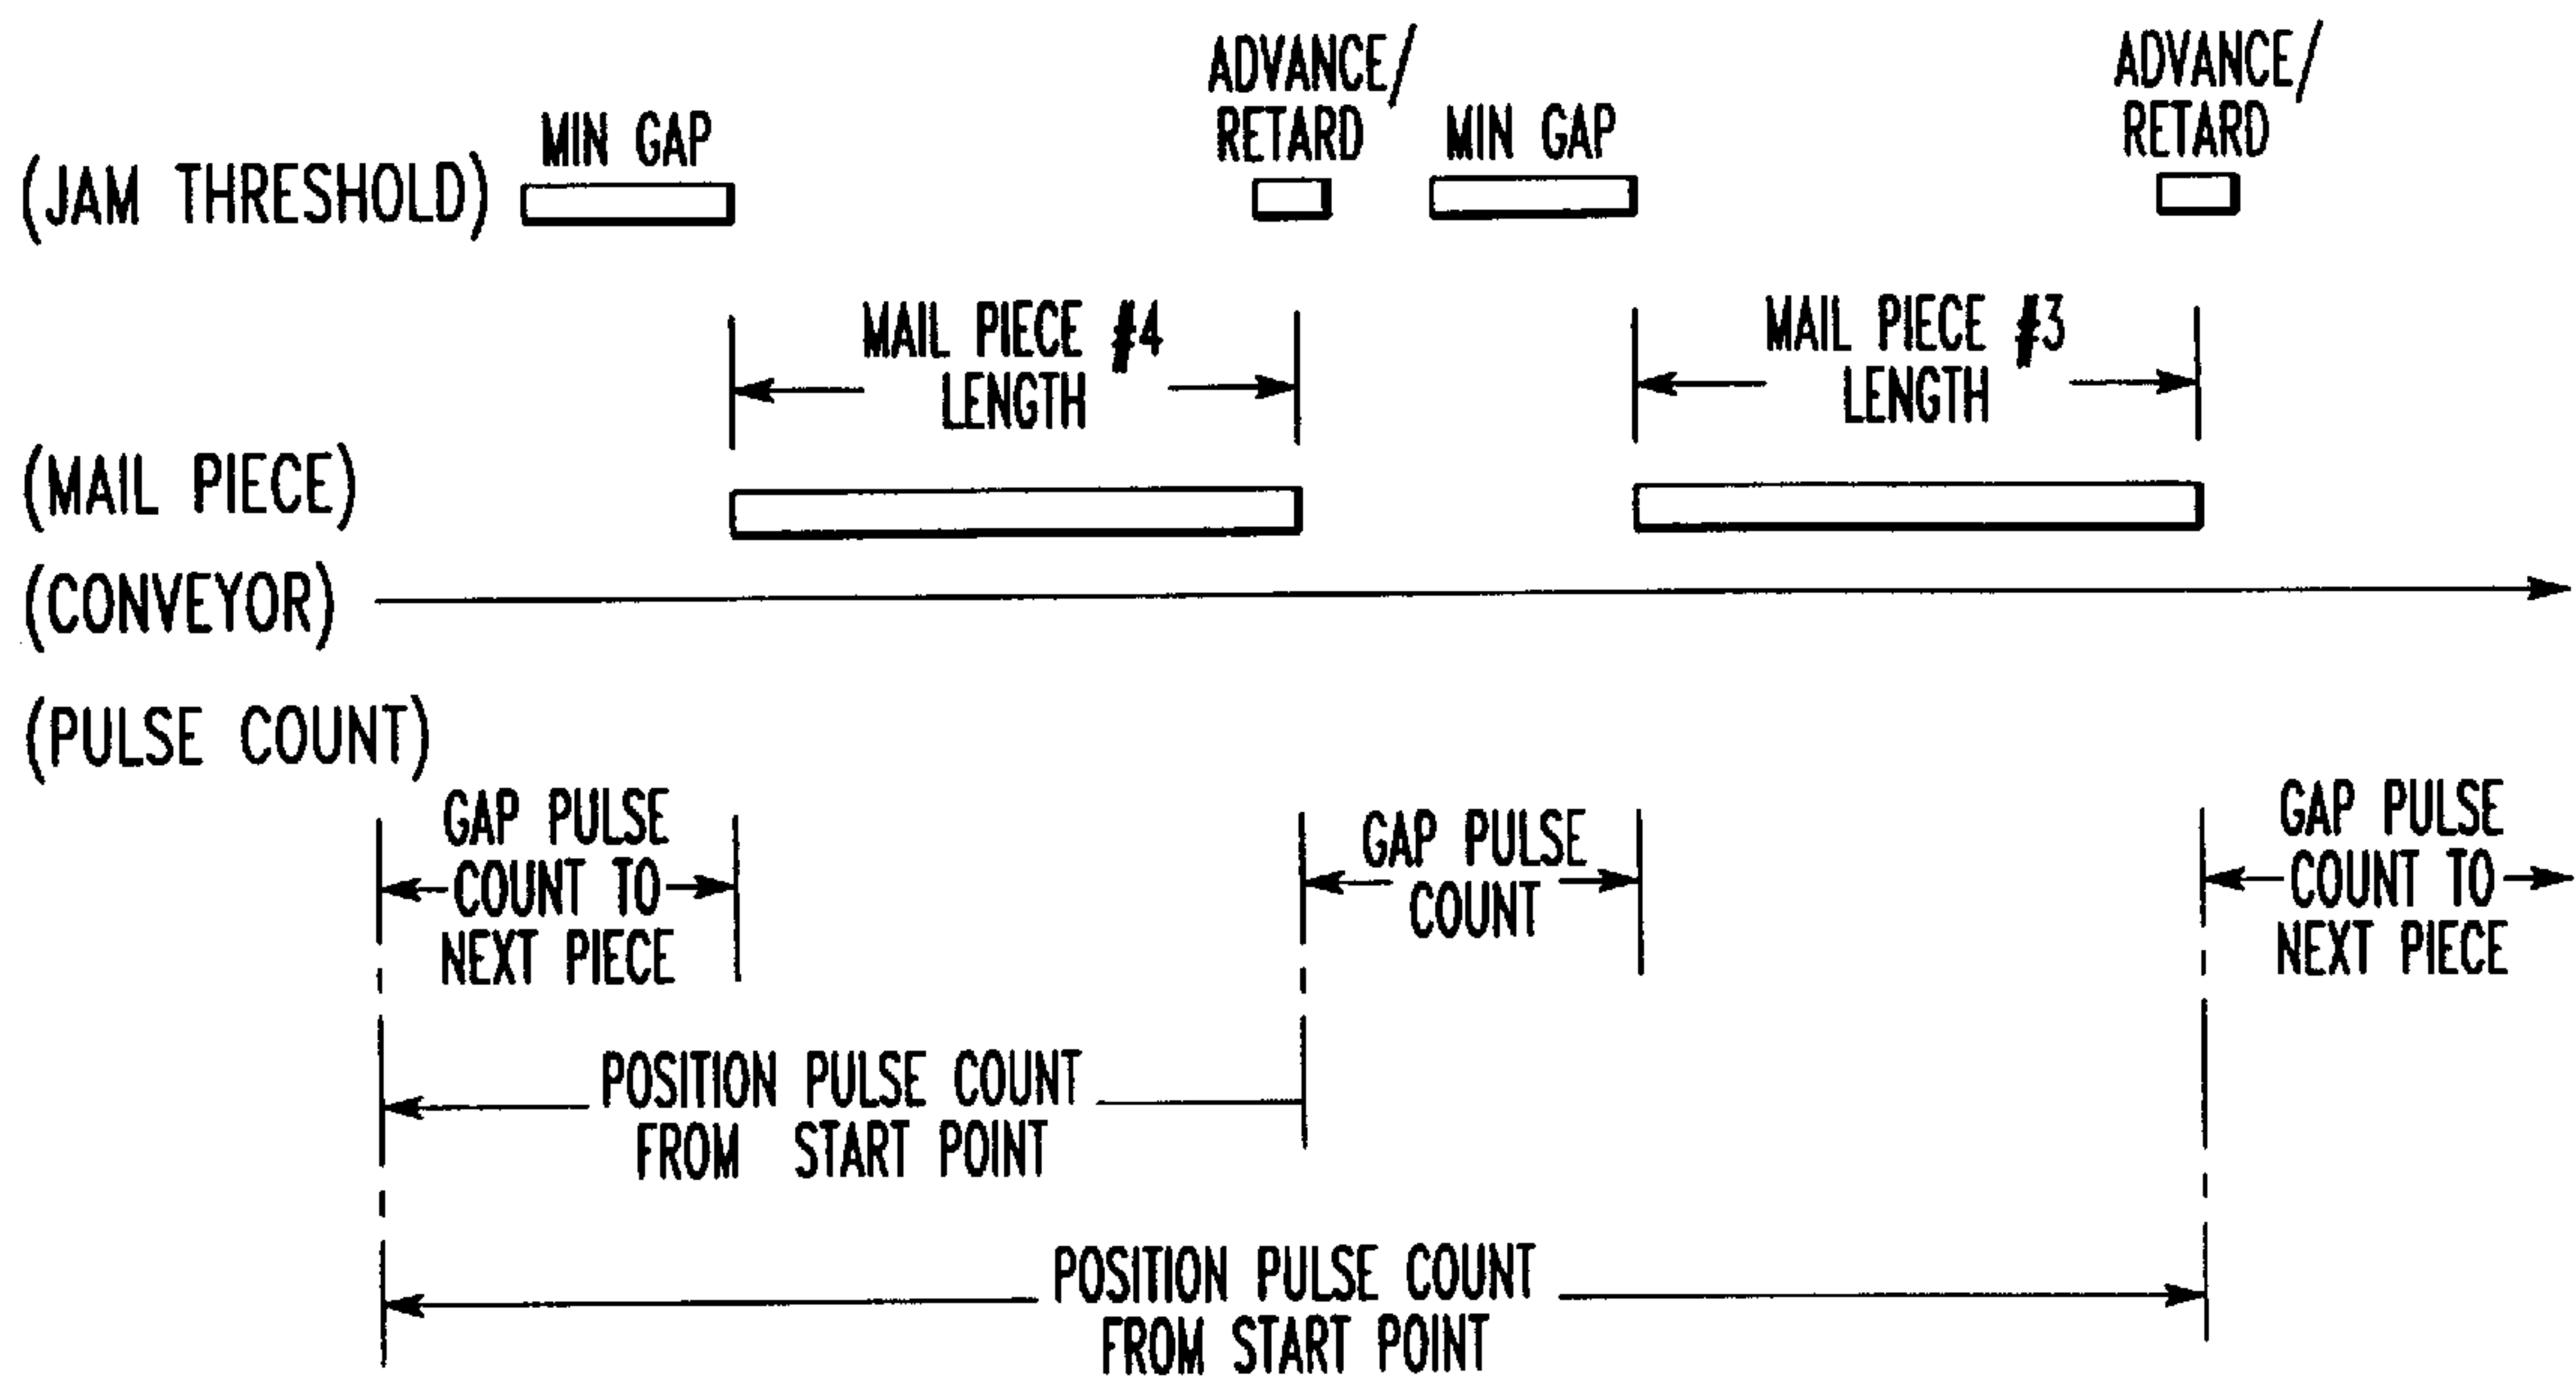 ADVANCE/
RETARD
ADVANCE/
RETARD
MIN GAP
MIN GAP
(JAM THRESHOLD)
MAIL PIECE #4
LENGTH
MAIL PIECE #3
LENGTH
(MAIL PIECE)
(CONVEYOR)
(PULSE COUNT)
GAP PULSE
COUNT TO
NEXT PIECE
GAP PULSE
COUNT
GAP PULSE
COUNT TO
NEXT PIECE
POSITION PULSE COUNT
FROM START POINT
POSITION PULSE COUNT
FROM START POINT